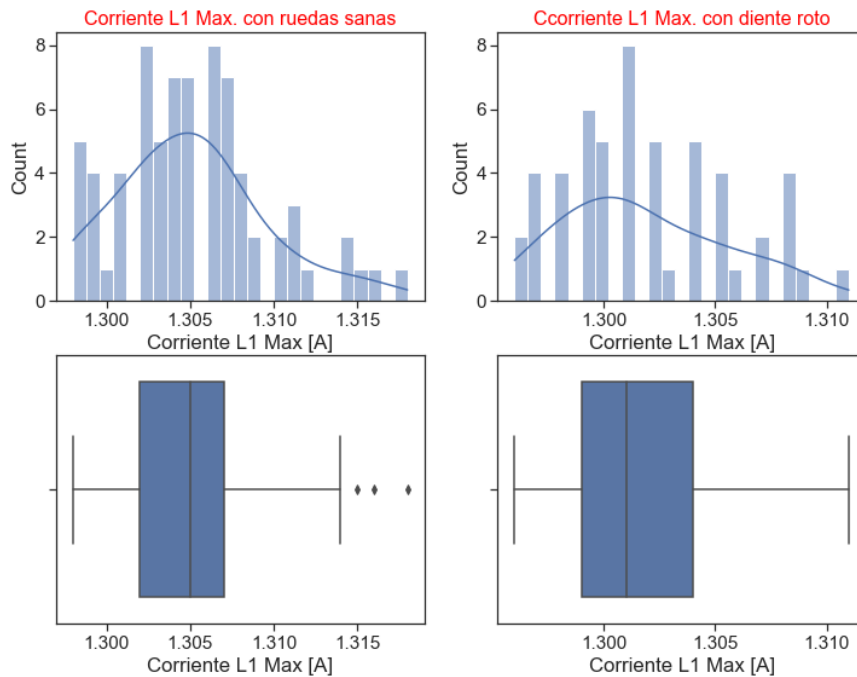 Corriente L1 Max. con ruedas sanas
Ccorriente L1 Max. con diente roto
8
6
4
2
0
Count
1.300 1.305 1.310 1.315
Corriente L1 Max [A]
8
6
4
2
0
Count
1.300 1.305 1.310
Corriente L1 Max [A]
1.300 1.305 1.310 1.315
Corriente L1 Max [A]
1.300 1.305 1.310
Corriente L1 Max [A]